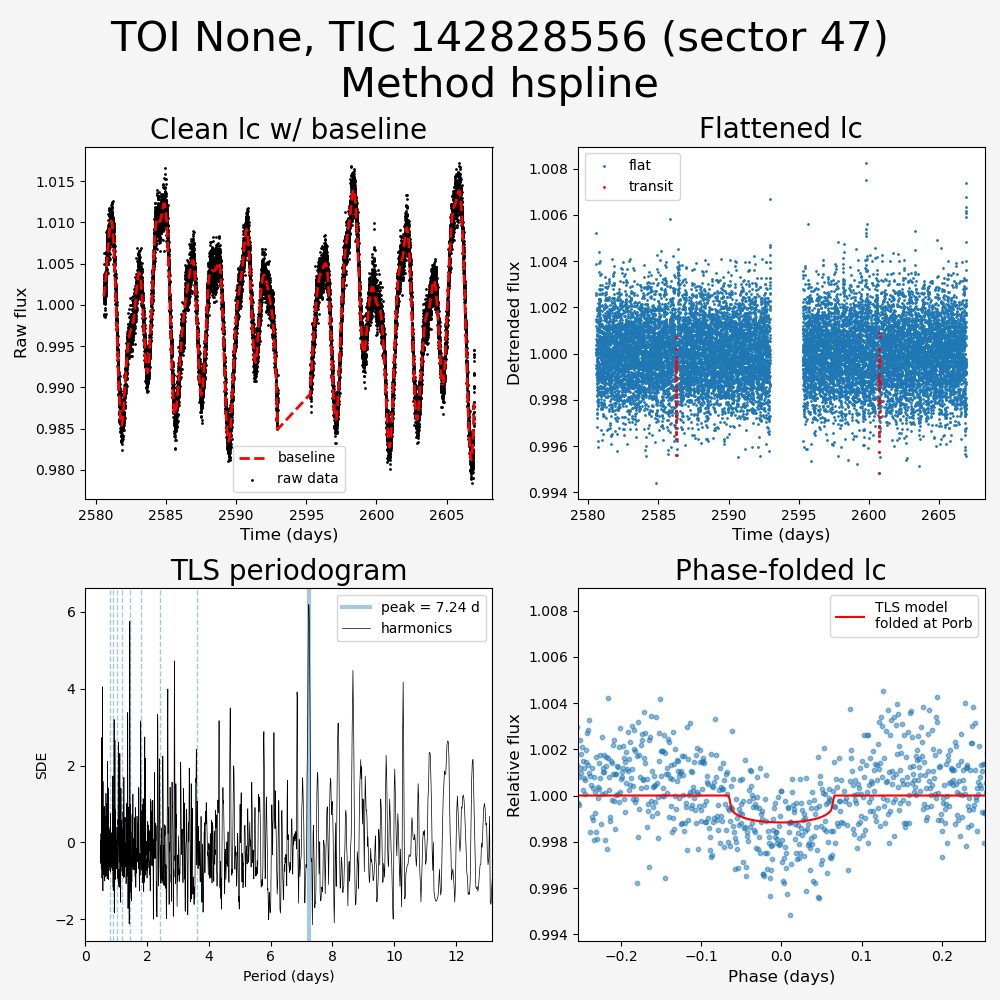 TOI None, TIC 142828556 (sector 47)
Method hspline
Clean lc w/ baseline
Raw flux
1.015
1.010
1.005
1.000
0.995
0.990
0.985
0.980
baseline
raw data
2580 2585 2590 2595 2600 2605
Time (days)
Flattened lc
Detrended flux
1.008
1.006
1.004
1.002
1.000
0.998
0.996
0.994
flat
transit
2580 2585 2590 2595 2600 2605
Time (days)
TLS periodogram
SDE
6
4
2
0
−2
peak = 7.24 d
harmonics
0 2 4 6 8 10 12
Period (days)
Phase-folded lc
Relative flux
1.008
1.006
1.004
1.002
1.000
0.998
0.996
0.994
TLS model
folded at Porb
−0.2 −0.1 0.0 0.1 0.2
Phase (days)